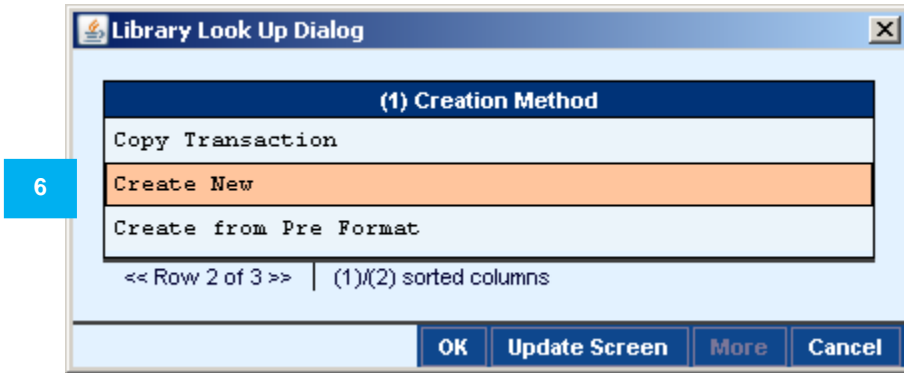 Library Look Up Dialog
(1) Creation Method
Copy Transaction
6
Create New
Create from Pre Format
<< Row 2 of 3 >>
(1)/(2) sorted columns
OK
Update Screen
More
Cancel